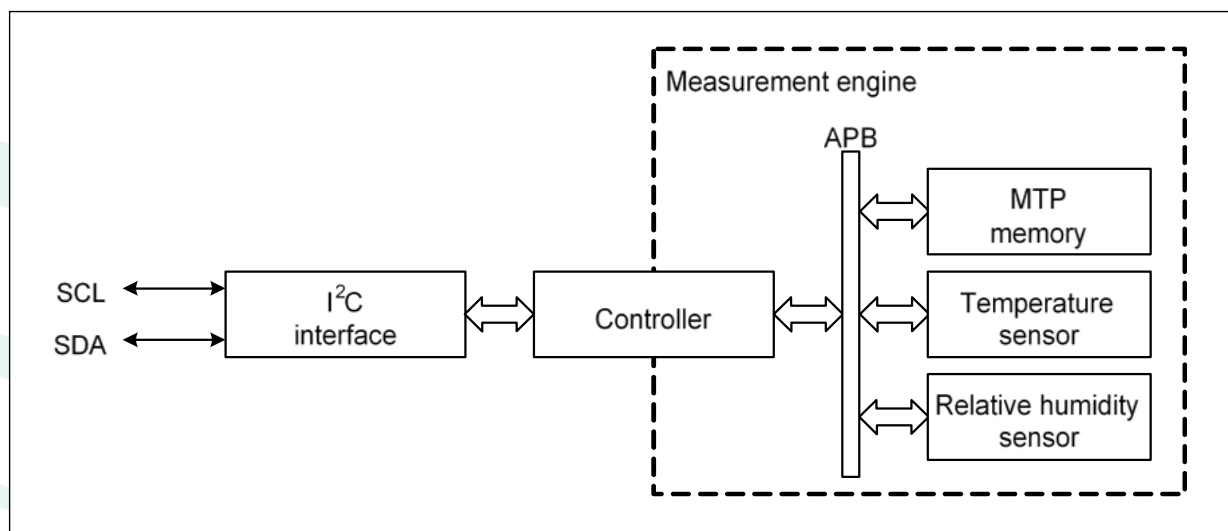 Measurement engine
APB
MTP
memory
SCL
SDA
I²C
interface
Controller
Temperature
sensor
Relative humidity
sensor